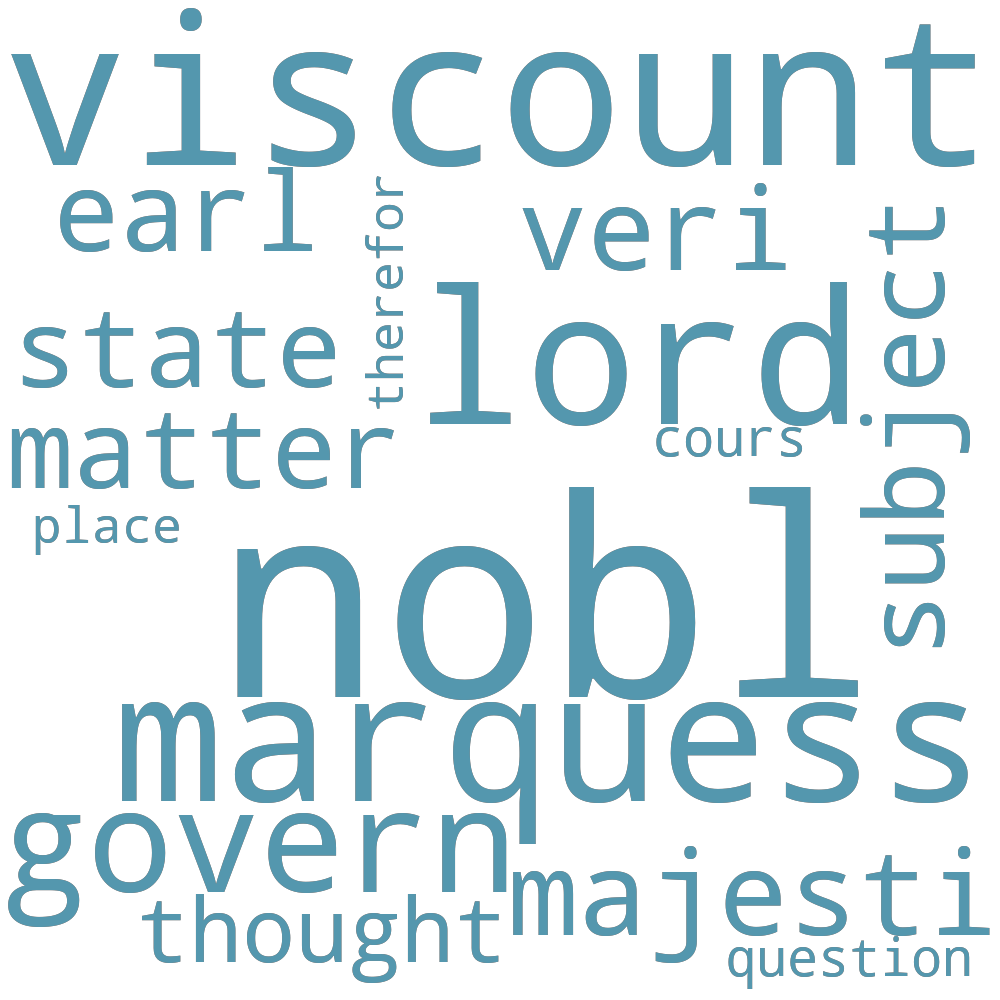 viscount
earl
therefor
veri
subject
state
lord
matter
cours
place
nobl
marquess
govern
majesti
thought
question